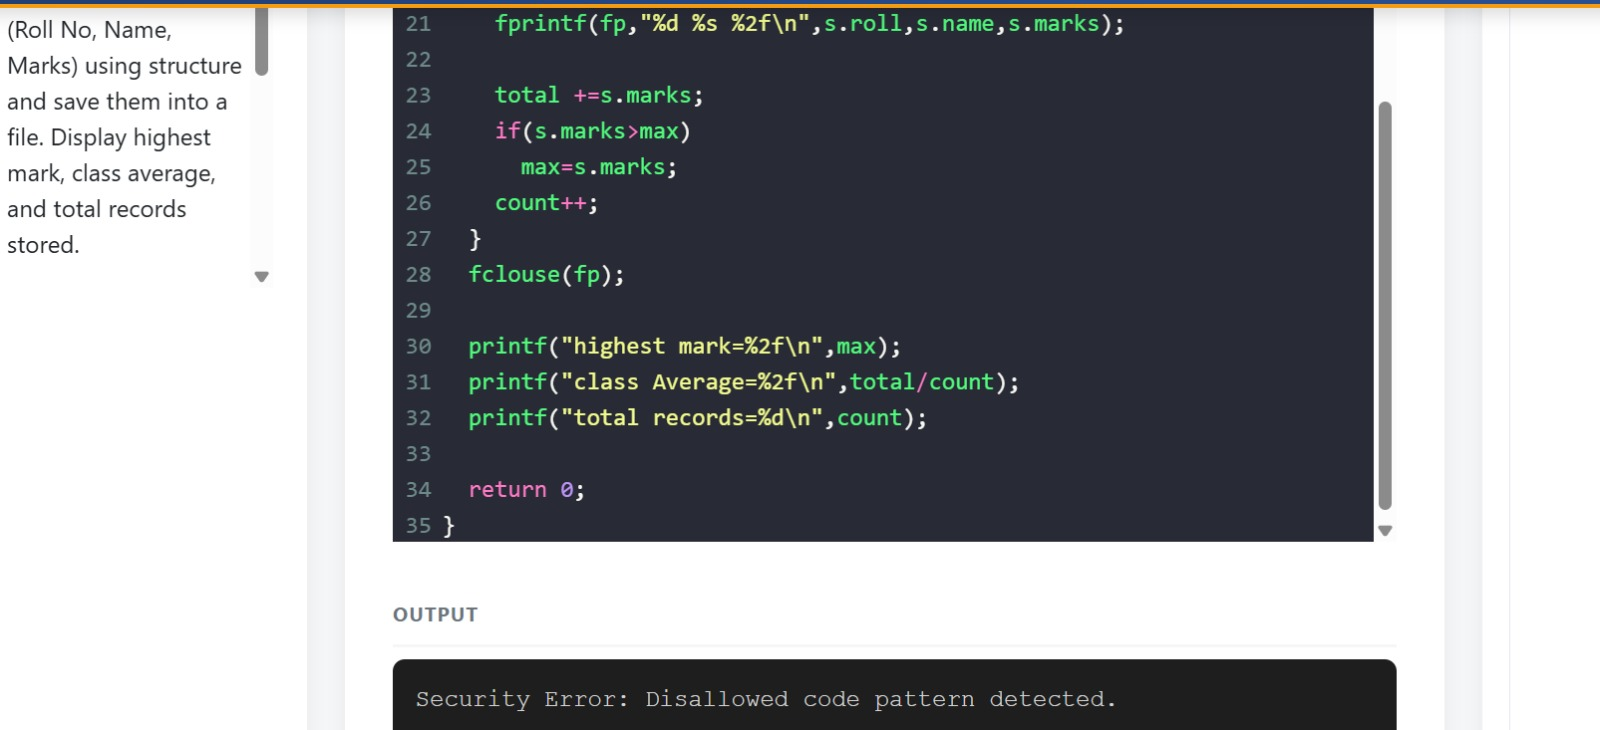 (Roll No, Name,
Marks) using structure
and save them into a
file. Display highest
mark, class average,
and total records
stored.
21 fprintf(fp,"%d %s %2f\n",s.roll,s.name,s.marks);
22
23 total +=s.marks;
24 if(s.marks>max)
25 max=s.marks;
26 count++;
27 }
28 fclouse(fp);
29
30 printf("highest mark=%2f\n",max);
31 printf("class Average=%2f\n",total/count);
32 printf("total records=%d\n",count);
33
34 return 0;
35 }
OUTPUT
Security Error: Disallowed code pattern detected.